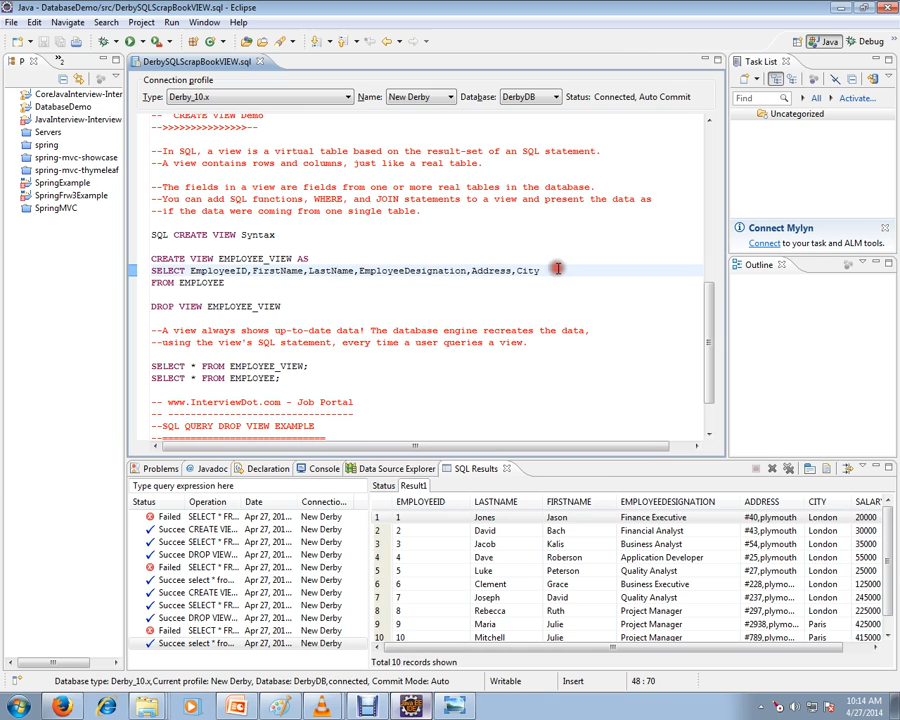 Java - DatabaseDemo/src/DerbySQLScrapBookVIEW.sql - Eclipse
File Edit Navigate Search Project Run Window Help
Java Debug
P
DerbySQLScrapBookVIEW.sql
Task List
Connection profile
Type: Derby_10.x Name: New Derby Database: DerbyDB Status: Connected, Auto Commit
Find All Activate...
Uncategorized
CoreJavaInterview-Inter
DatabaseDemo
JavaInterview-Interview
Servers
spring
spring-mvc-showcase
spring-mvc-thymeleaf
SpringExample
SpringFrw3Example
SpringMVC
-- CREATE VIEW Demo
-->>>>>>>>>>>>>>>--
--In SQL, a view is a virtual table based on the result-set of an SQL statement.
--A view contains rows and columns, just like a real table.
--The fields in a view are fields from one or more real tables in the database.
--You can add SQL functions, WHERE, and JOIN statements to a view and present the data as
--if the data were coming from one single table.
SQL CREATE VIEW Syntax
CREATE VIEW EMPLOYEE_VIEW AS
SELECT EmployeeID,FirstName,LastName,EmployeeDesignation,Address,City
FROM EMPLOYEE
DROP VIEW EMPLOYEE_VIEW
--A view always shows up-to-date data! The database engine recreates the data,
--using the view's SQL statement, every time a user queries a view.
SELECT * FROM EMPLOYEE_VIEW;
SELECT * FROM EMPLOYEE;
-- www.InterviewDot.com - Job Portal
-- ---------------------------------
--SQL QUERY DROP VIEW EXAMPLE
--=============================
Connect Mylyn
Connect to your task and ALM tools.
Outline
Problems Javadoc Declaration Console Data Source Explorer SQL Results
Type query expression here
Status Result1
Status Operation Date Connectio...
Failed SELECT * FR... Apr 27, 201... New Derby
Succee CREATE VIE... Apr 27, 201... New Derby
Succee SELECT * FR... Apr 27, 201... New Derby
Succee DROP VIEW... Apr 27, 201... New Derby
Failed SELECT * FR... Apr 27, 201... New Derby
Succee select * fro... Apr 27, 201... New Derby
Succee CREATE VIE... Apr 27, 201... New Derby
Succee SELECT * FR... Apr 27, 201... New Derby
Succee DROP VIEW... Apr 27, 201... New Derby
Failed SELECT * FR... Apr 27, 201... New Derby
Succee select * fro... Apr 27, 201... New Derby
EMPLOYEEID LASTNAME FIRSTNAME EMPLOYEEDESIGNATION ADDRESS CITY SALAR
1 1 Jones Jason Finance Executive #40,plymouth London 20000
2 2 David Bach Financial Analyst #43,plymouth London 30000
3 3 Jacob Kalis Business Analyst #34,plymouth London 35000
4 4 Dave Roberson Application Developer #25,plymouth London 55000
5 5 Luke Peterson Quality Analyst #27,plymouth London 25000
6 6 Clement Grace Business Executive #228,plymo... London 125000
7 7 Joseph David Quality Analyst #237,plymo... London 245000
8 8 Rebecca Ruth Project Manager #297,plymo... London 625000
9 9 Maria Julie Project Manager #2938,plymo... Paris 425000
10 10 Mitchell Julie Project Manager #789,plymo... Paris 415000
Total 10 records shown
Database type: Derby_10.x,Current profile: New Derby, Database: DerbyDB,connected, Commit Mode: Auto Writable Insert 48 : 70
10:14 AM
4/27/2014